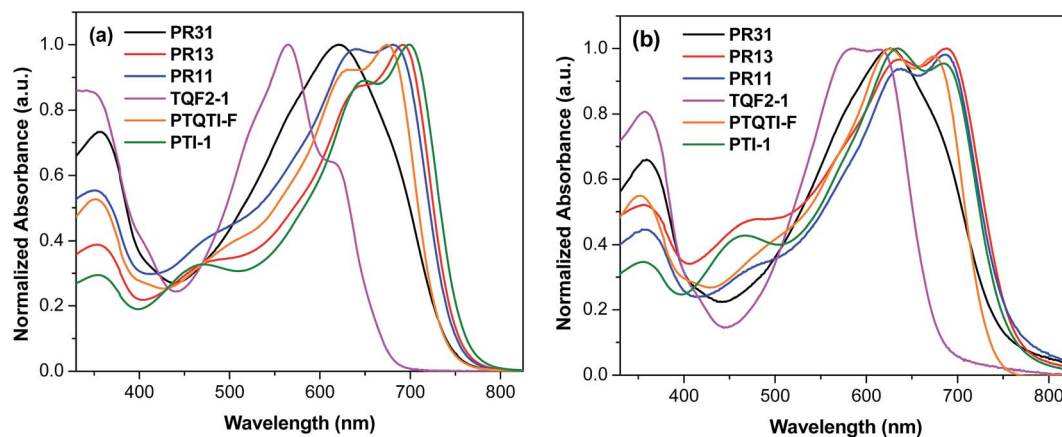 (a)
PR31
PR13
PR11
TQF2-1
PTQTI-F
PTI-1
Normalized Absorbance (a.u.)
1.0
0.8
0.6
0.4
0.2
0.0
400 500 600 700 800
Wavelength (nm)
(b)
PR31
PR13
PR11
TQF2-1
PTQTI-F
PTI-1
Normalized Absorbance (a.u.)
1.0
0.8
0.6
0.4
0.2
0.0
400 500 600 700 800
Wavelength (nm)